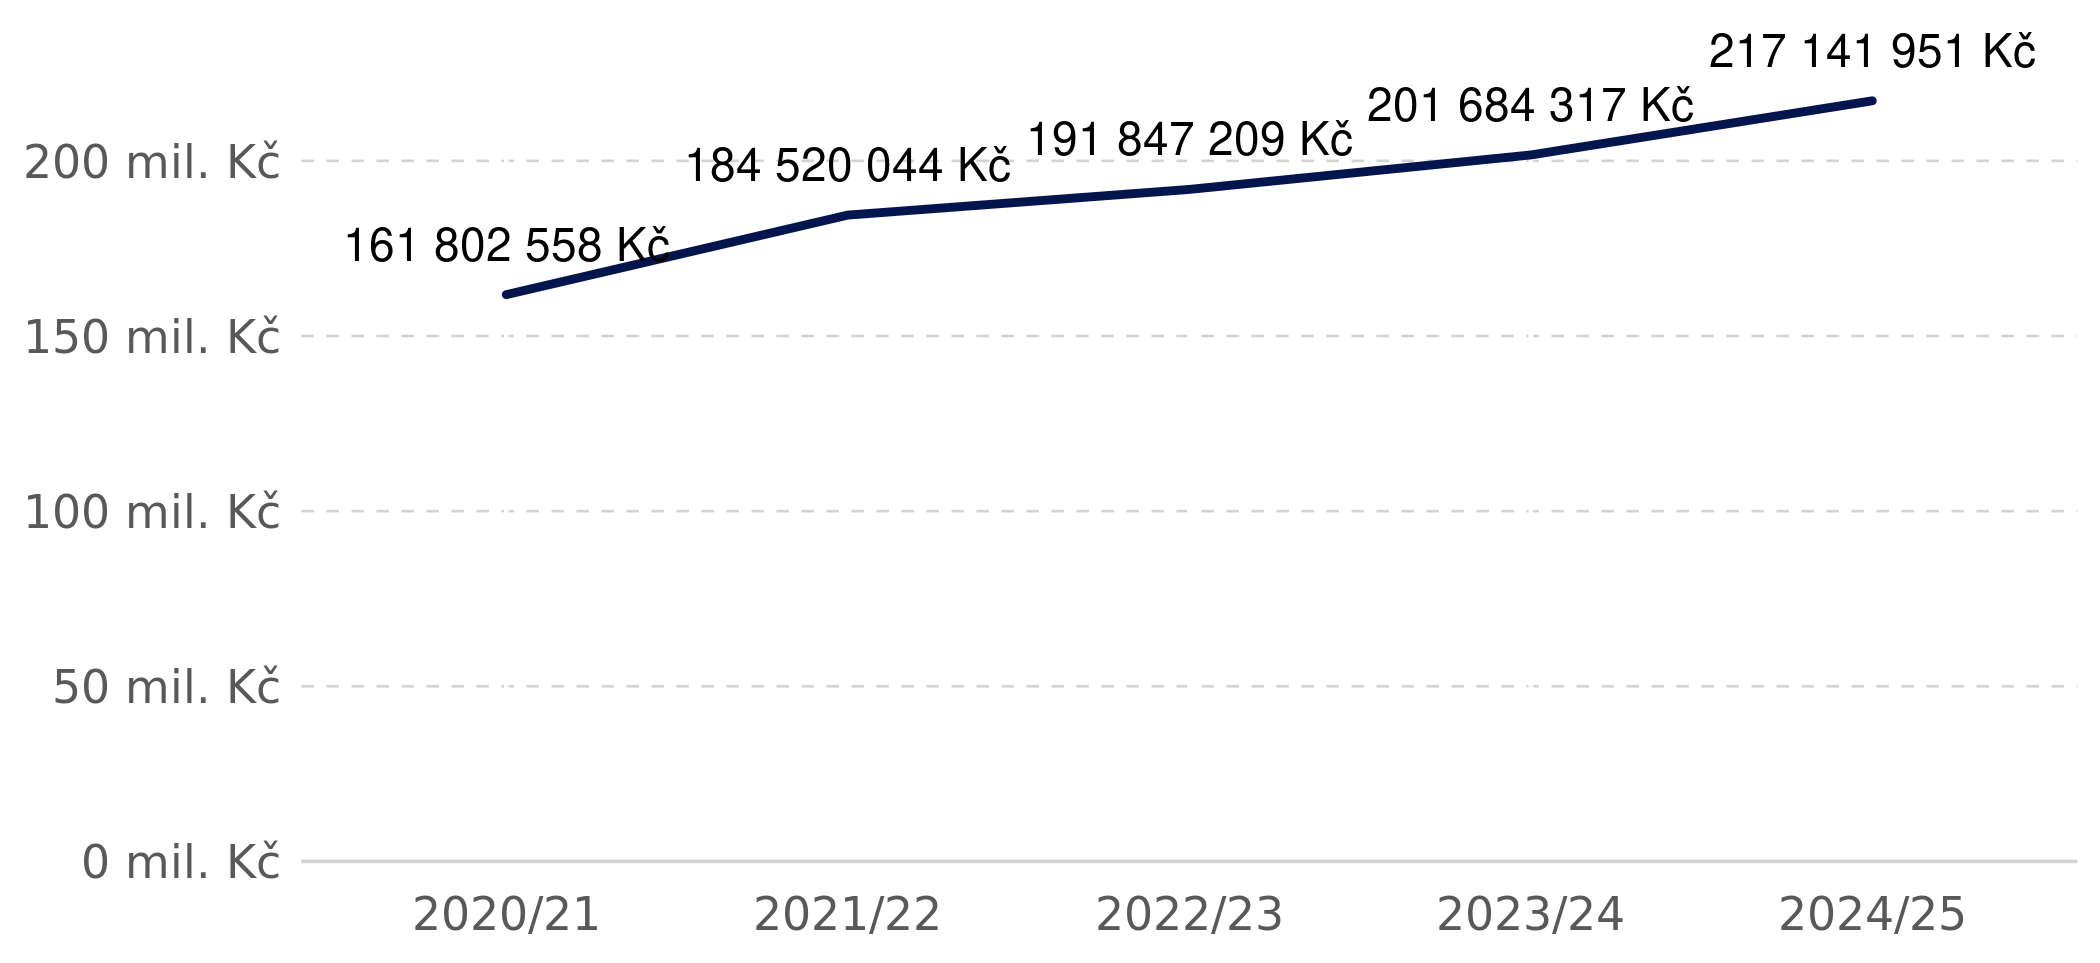 217 141 951 Kč
201 684 317 Kč
191 847 209 Kč
184 520 044 Kč
161 802 558 Kč
200 mil. Kč
150 mil. Kč
100 mil. Kč
50 mil. Kč
0 mil. Kč
2020/21 2021/22 2022/23 2023/24 2024/25